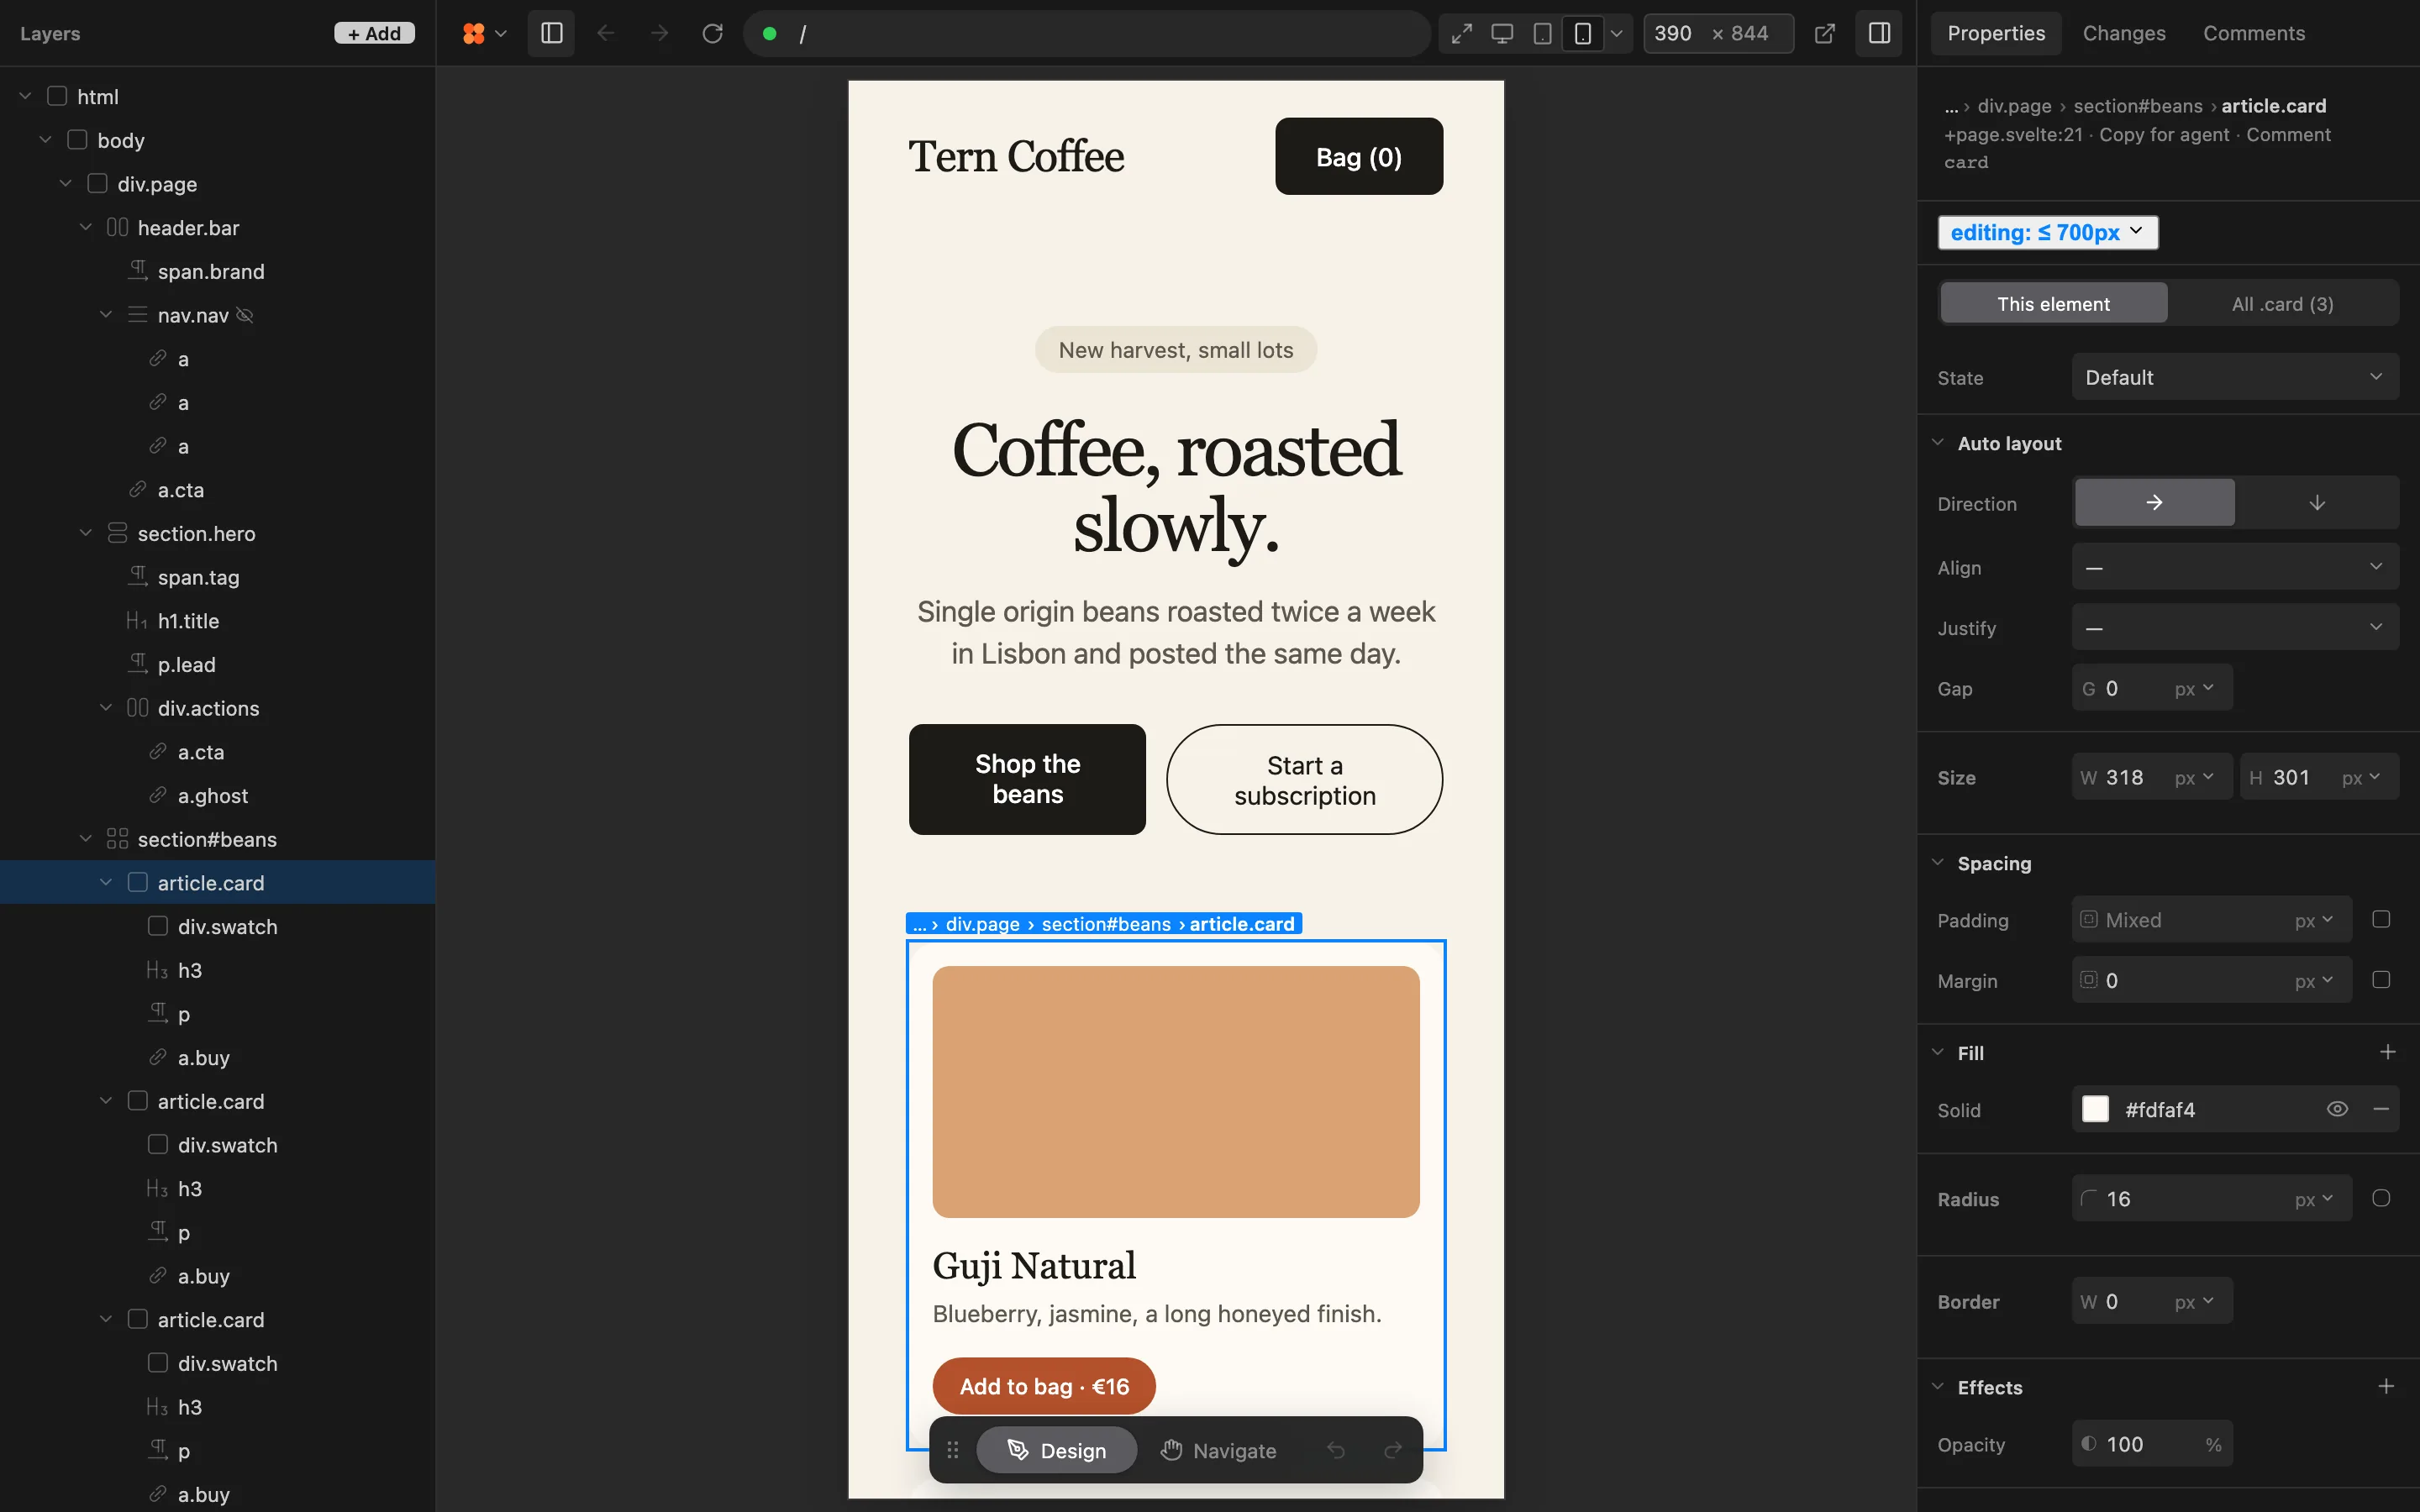 Layers
+ Add
/
390 × 844
Properties
Changes
Comments
html
body
div.page
header.bar
span.brand
nav.nav
a
a
a
a.cta
section.hero
span.tag
h1.title
p.lead
div.actions
a.cta
a.ghost
section#beans
article.card
div.swatch
H3 h3
p
a.buy
article.card
div.swatch
H3 h3
p
a.buy
article.card
div.swatch
H3 h3
p
a.buy
Tern Coffee
Bag (0)
New harvest, small lots
Coffee, roasted
slowly.
Single origin beans roasted twice a week
in Lisbon and posted the same day.
Shop the
beans
Start a
subscription
... › div.page › section#beans › article.card
Guji Natural
Blueberry, jasmine, a long honeyed finish.
Add to bag · €16
Design
Navigate
... › div.page › section#beans › article.card
+page.svelte:21 · Copy for agent · Comment
card
editing: ≤ 700px
This element
All .card (3)
State
Default
Auto layout
Direction
Align
—
Justify
—
Gap
G 0 px
Size
W 318 px
H 301 px
Spacing
Padding
Mixed px
Margin
0 px
Fill
Solid
#fdfaf4
Radius
16 px
Border
W 0 px
Effects
Opacity
100 %